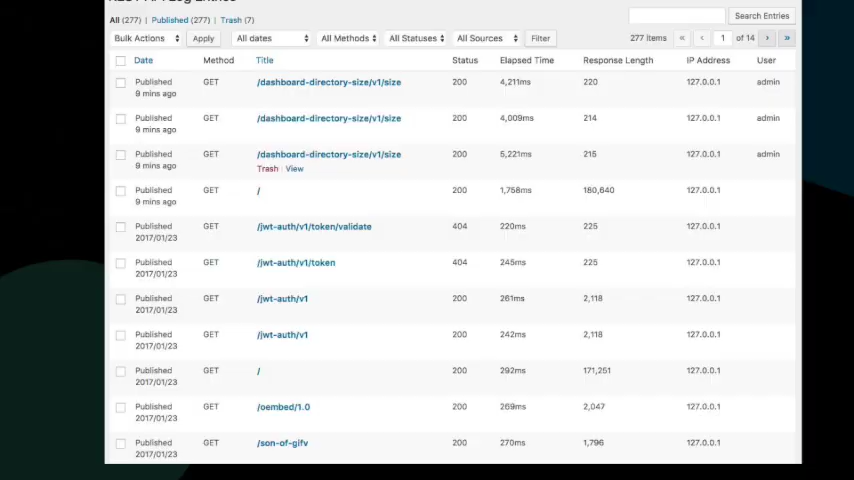 All (277) | Published (277) | Trash (7)
Search Entries
Bulk Actions Apply All dates All Methods All Statuses All Sources Filter 277 items « ‹ 1 of 14 › »
Date Method Title Status Elapsed Time Response Length IP Address User
Published GET /dashboard-directory-size/v1/size 200 4,211ms 220 127.0.0.1 admin
9 mins ago
Published GET /dashboard-directory-size/v1/size 200 4,009ms 214 127.0.0.1 admin
9 mins ago
Published GET /dashboard-directory-size/v1/size 200 5,221ms 215 127.0.0.1 admin
9 mins ago Trash | View
Published GET / 200 1,758ms 180,640 127.0.0.1
9 mins ago
Published GET /jwt-auth/v1/token/validate 404 220ms 225 127.0.0.1
2017/01/23
Published GET /jwt-auth/v1/token 404 245ms 225 127.0.0.1
2017/01/23
Published GET /jwt-auth/v1 200 261ms 2,118 127.0.0.1
2017/01/23
Published GET /jwt-auth/v1 200 242ms 2,118 127.0.0.1
2017/01/23
Published GET / 200 292ms 171,251 127.0.0.1
2017/01/23
Published GET /oembed/1.0 200 269ms 2,047 127.0.0.1
2017/01/23
Published GET /son-of-gifv 200 270ms 1,796 127.0.0.1
2017/01/23